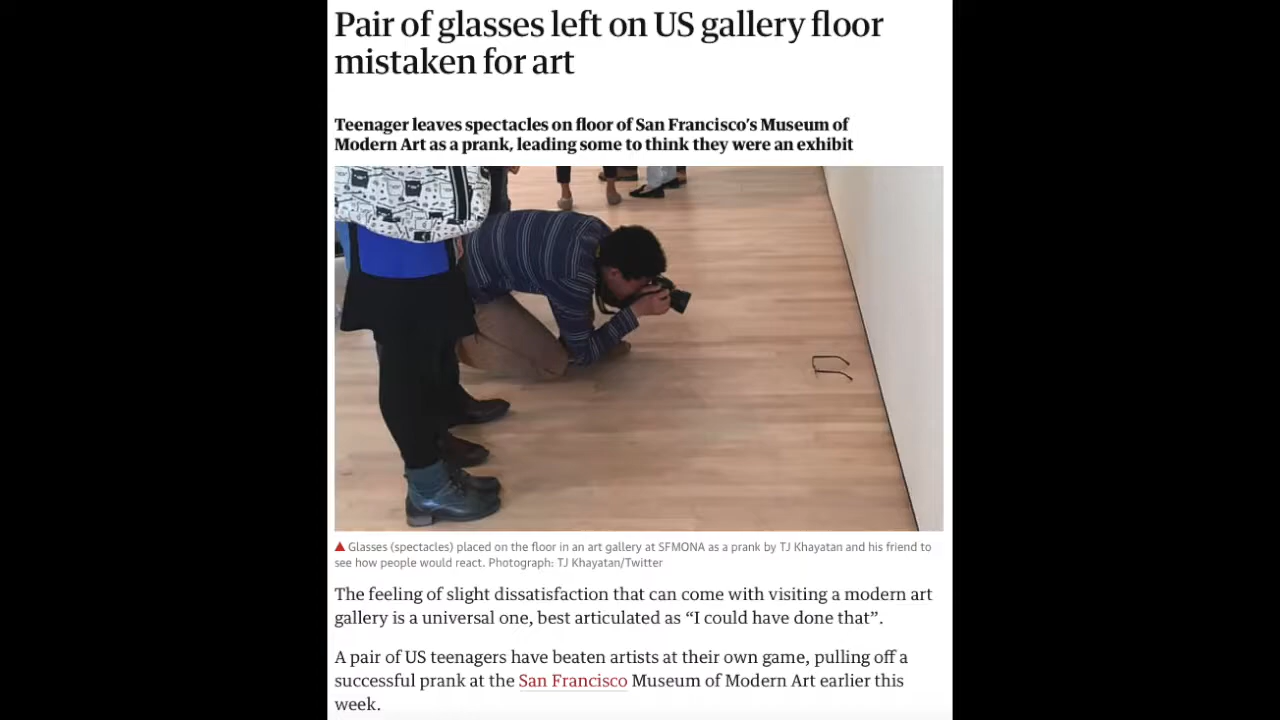 Pair of glasses left on US gallery floor
mistaken for art
Teenager leaves spectacles on floor of San Francisco’s Museum of
Modern Art as a prank, leading some to think they were an exhibit
▲ Glasses (spectacles) placed on the floor in an art gallery at SFMONA as a prank by TJ Khayatan and his friend to
see how people would react. Photograph: TJ Khayatan/Twitter
The feeling of slight dissatisfaction that can come with visiting a modern art
gallery is a universal one, best articulated as “I could have done that”.
A pair of US teenagers have beaten artists at their own game, pulling off a
successful prank at the San Francisco Museum of Modern Art earlier this
week.